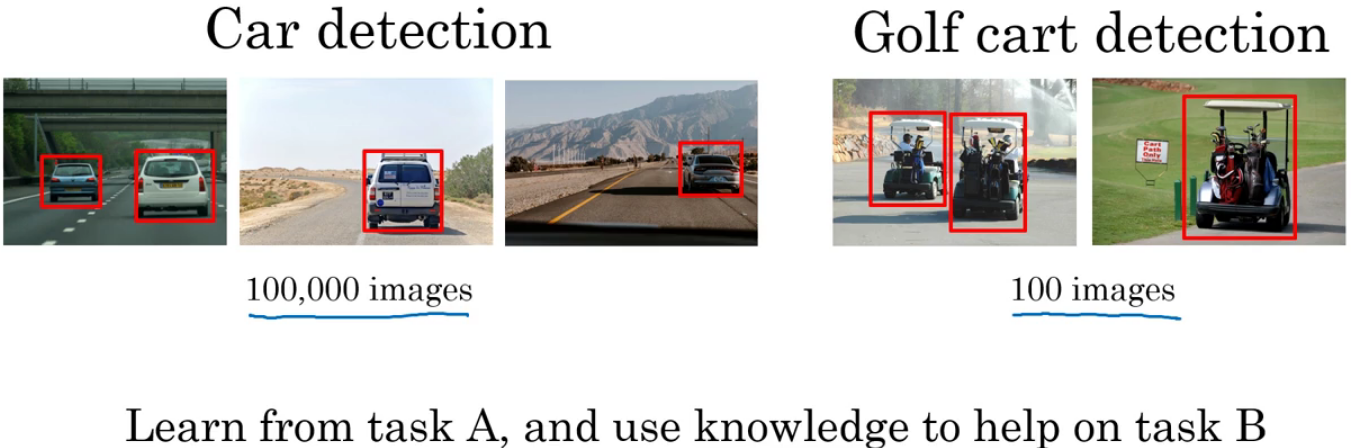 Car detection
Golf cart detection
Cart
Path
Only
100,000 images
100 images
Learn from task A, and use knowledge to help on task B